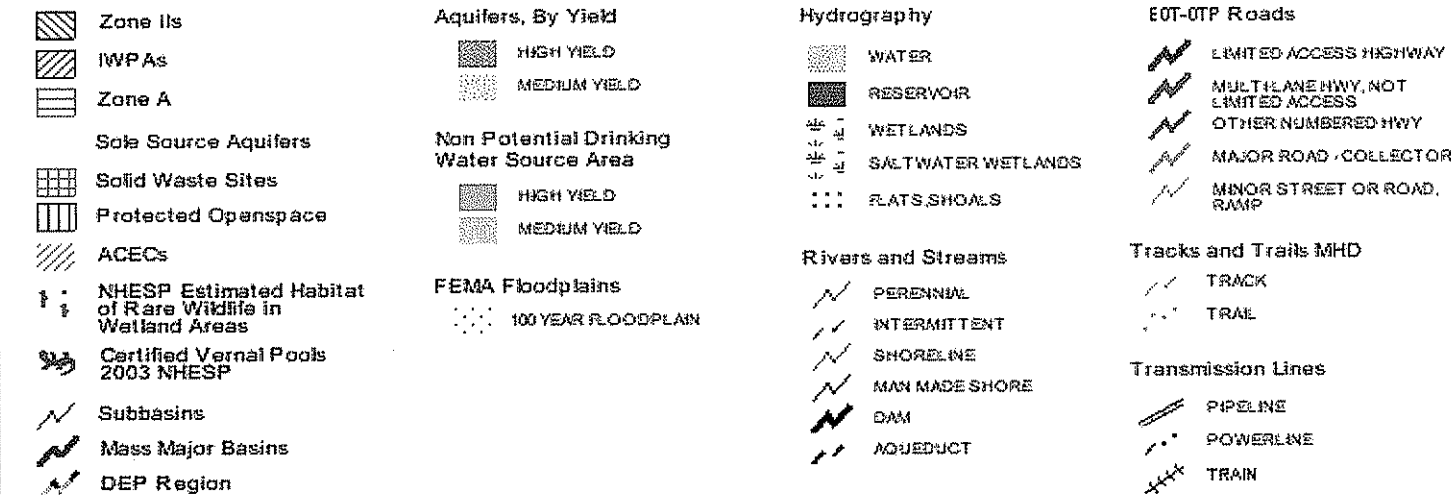 Zone IIs
IWPAs
Zone A
Sole Source Aquifers
Solid Waste Sites
Protected Openspace
ACECs
NHESP Estimated Habitat
of Rare Wildlife in
Wetland Areas
Certified Vernal Pools
2003 NHESP
Subbasins
Mass Major Basins
DEP Region
Aquifers, By Yield
HIGH YIELD
MEDIUM YIELD
Non Potential Drinking
Water Source Area
HIGH YIELD
MEDIUM YIELD
FEMA Floodplains
100 YEAR FLOODPLAIN
Hydrography
WATER
RESERVOIR
WETLANDS
SALTWATER WETLANDS
FLATS, SHOALS
Rivers and Streams
PERENNIAL
INTERMITTENT
SHORELINE
MAN MADE SHORE
DAM
AQUEDUCT
EOT-OTP Roads
LIMITED ACCESS HIGHWAY
MULTI-LANE HWY, NOT
LIMITED ACCESS
OTHER NUMBERED HWY
MAJOR ROAD - COLLECTOR
MINOR STREET OR ROAD,
RAMP
Tracks and Trails MHD
TRACK
TRAIL
Transmission Lines
PIPELINE
POWERLINE
TRAIN